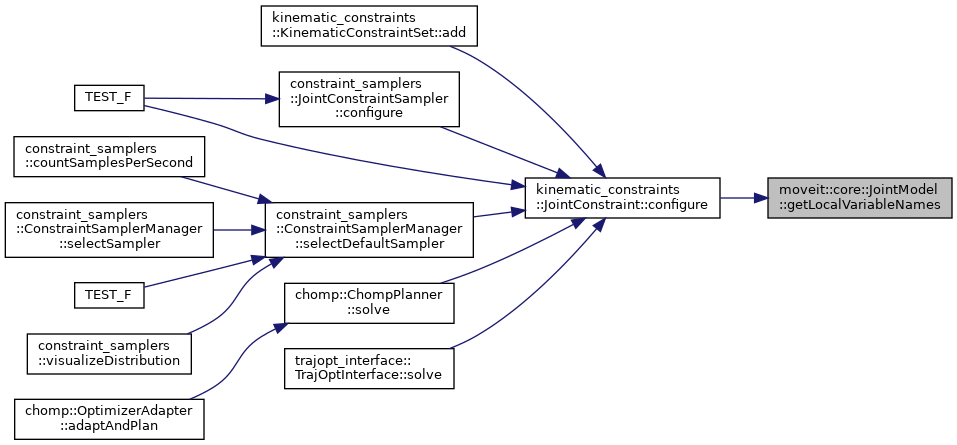 kinematic_constraints
::KinematicConstraintSet::add
constraint_samplers
::JointConstraintSampler
::configure
TEST_F
constraint_samplers
::countSamplesPerSecond
kinematic_constraints
::JointConstraint::configure
moveit::core::JointModel
::getLocalVariableNames
constraint_samplers
::ConstraintSamplerManager
::selectSampler
constraint_samplers
::ConstraintSamplerManager
::selectDefaultSampler
TEST_F
chomp::ChompPlanner
::solve
constraint_samplers
::visualizeDistribution
trajopt_interface::
TrajOptInterface::solve
chomp::OptimizerAdapter
::adaptAndPlan